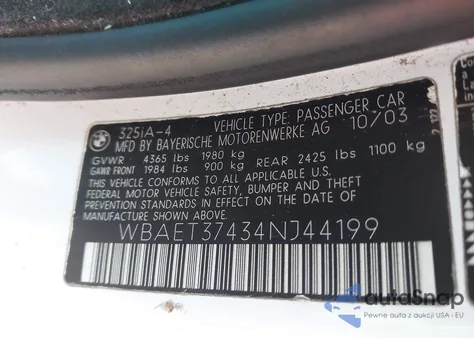 BMW
325iA-4 VEHICLE TYPE: PASSENGER CAR
MFD BY BAYERISCHE MOTORENWERKE AG 10/03
GVWR 4365 lbs 1980 kg
GAWR FRONT 1984 lbs 900 kg REAR 2425 lbs 1100 kg
THIS VEHICLE CONFORMS TO ALL APPLICABLE U.S.
FEDERAL MOTOR VEHICLE SAFETY, BUMPER AND THEFT
PREVENTION STANDARDS IN EFFECT ON THE DATE OF
MANUFACTURE SHOWN ABOVE.
WBAET37434NJ44199
autoSnap
Pewne auta z aukcji USA - EU